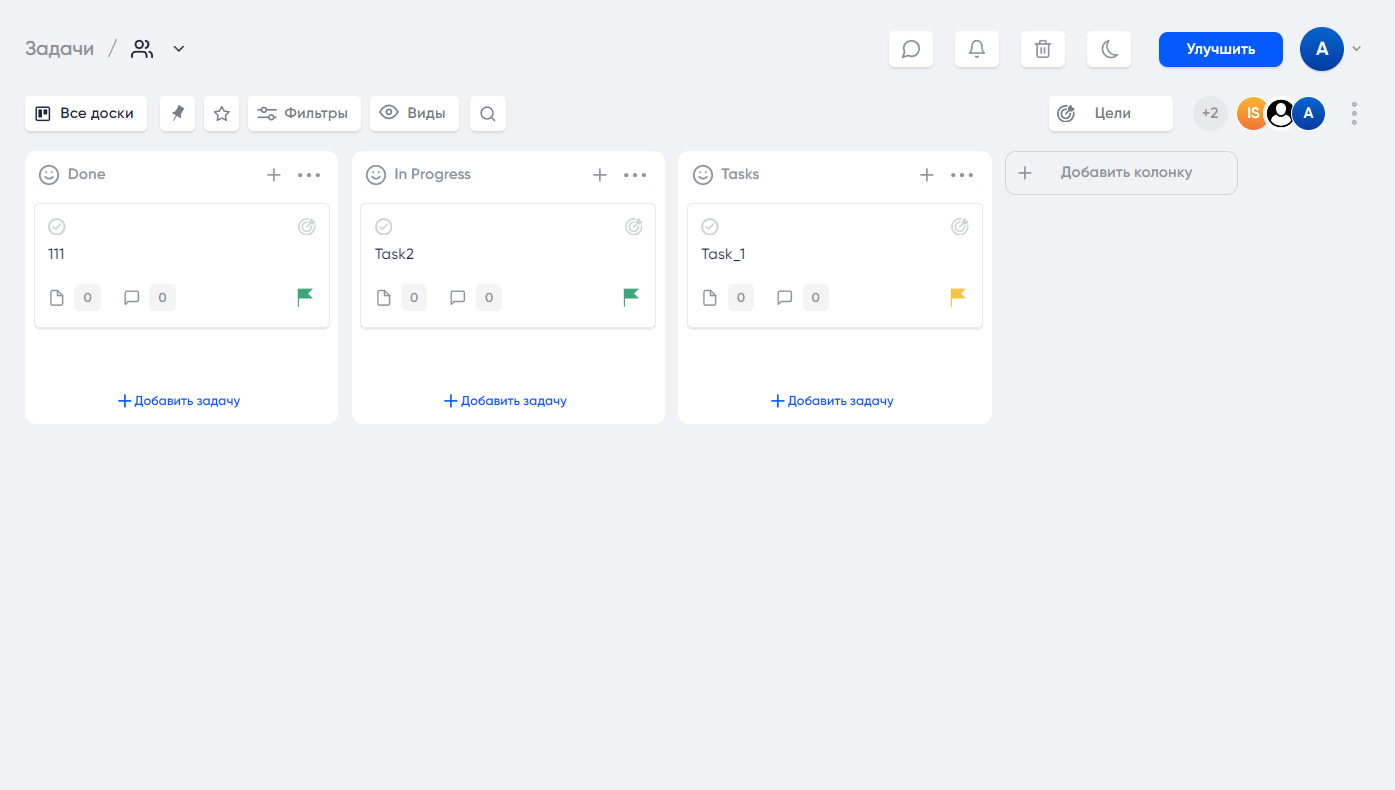 Задачи /
Улучшить
A
Все доски
Фильтры
Виды
Цели
+2
IS
A
Done
In Progress
Tasks
Добавить колонку
111
Task2
Task_1
0 0
0 0
0 0
Добавить задачу
Добавить задачу
Добавить задачу